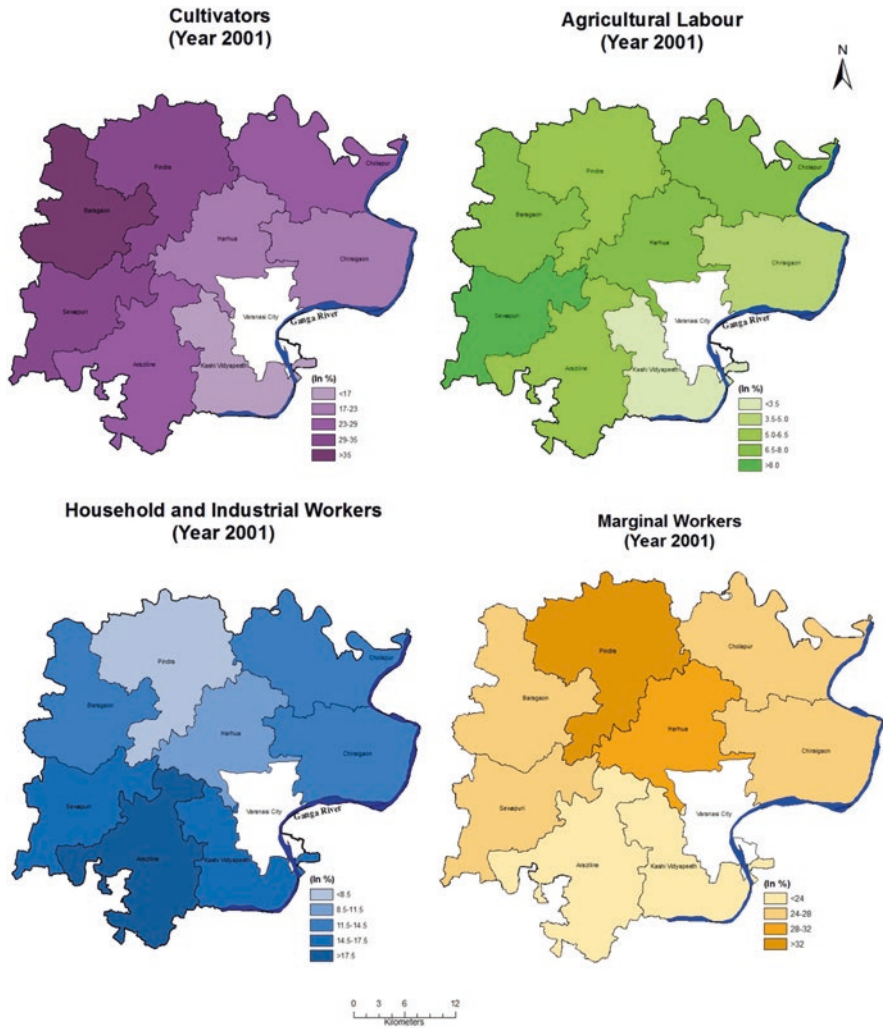 Cultivators
(Year 2001)
Pindra
Cholapur
Baragaon
Harhua
Chiraigaon
Sevapuri
Varanasi City
Ganga River
Araziline
Kashi Vidyapeeth
(In %)
<17
17-23
23-29
29-35
>35
Agricultural Labour
(Year 2001)
N
Pindra
Cholapur
Baragaon
Harhua
Chiraigaon
Sevapuri
Varanasi City
Ganga River
Araziline
Kashi Vidyapeeth
(In %)
<3.5
3.5-5.0
5.0-6.5
6.5-8.0
>8.0
Household and Industrial Workers
(Year 2001)
Pindra
Cholapur
Baragaon
Harhua
Chiraigaon
Sevapuri
Varanasi City
Ganga River
Araziline
Kashi Vidyapeeth
(In %)
<8.5
8.5-11.5
11.5-14.5
14.5-17.5
>17.5
Marginal Workers
(Year 2001)
Pindra
Cholapur
Baragaon
Harhua
Chiraigaon
Sevapuri
Varanasi City
Araziline
Kashi Vidyapeeth
(In %)
<24
24-28
28-32
>32
0 3 6 12
Kilometers